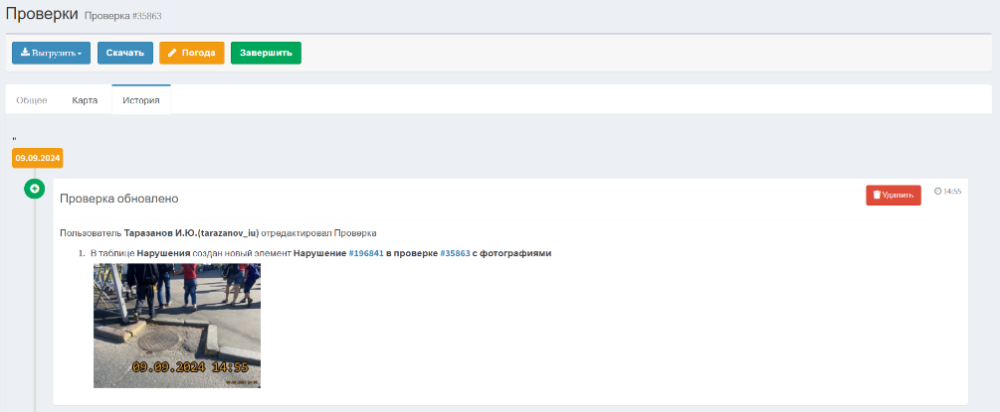 Проверки Проверка #35863
Выгрузить Скачать Погода Завершить
Общее Карта История
"
09.09.2024
Проверка обновлено Удалить 14:55
Пользователь Таразанов И.Ю.(tarazanov_iu) отредактировал Проверка
1. В таблице Нарушения создан новый элемент Нарушение #196841 в проверке #35863 с фотографиями
09.09.2024 14:55